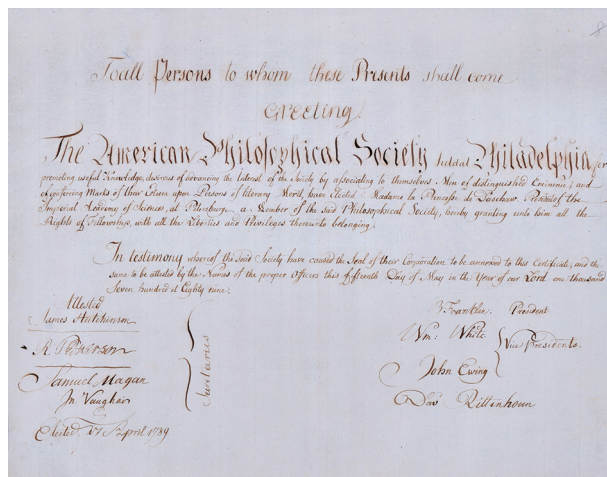 To all Persons to whom these Presents shall come
Greeting.
The American Philosophical Society held at Philadelphia for
promoting useful Knowledge, desirous of advancing the Interest of the Society by associating to themselves Men of distinguished Eminence, and
of conferring Marks of their Esteem upon Persons of literary Merit, have Elected Madame la Princesse de Daschaw, President of the
Imperial Academy of Sciences, at Petersburg, a Member of the said Philosophical Society, hereby granting unto him all the
Rights of Fellowship, with all the Liberties and Privileges thereunto belonging.
In testimony whereof the said Society have caused the Seal of their Corporation to be annexed to this Certificate, and the
same to be attested by the Names of the proper Officers this fifteenth Day of May in the Year of our Lord one thousand
Seven hundred & Eighty nine.
Attested
James Hutchinson
R Patterson
Samuel Magaw
Jn Vaughan
Secretaries
Elected 17 April 1789
B Franklin President
Wm: White
John Ewing
Vice Presidents.
Dav Rittenhouse